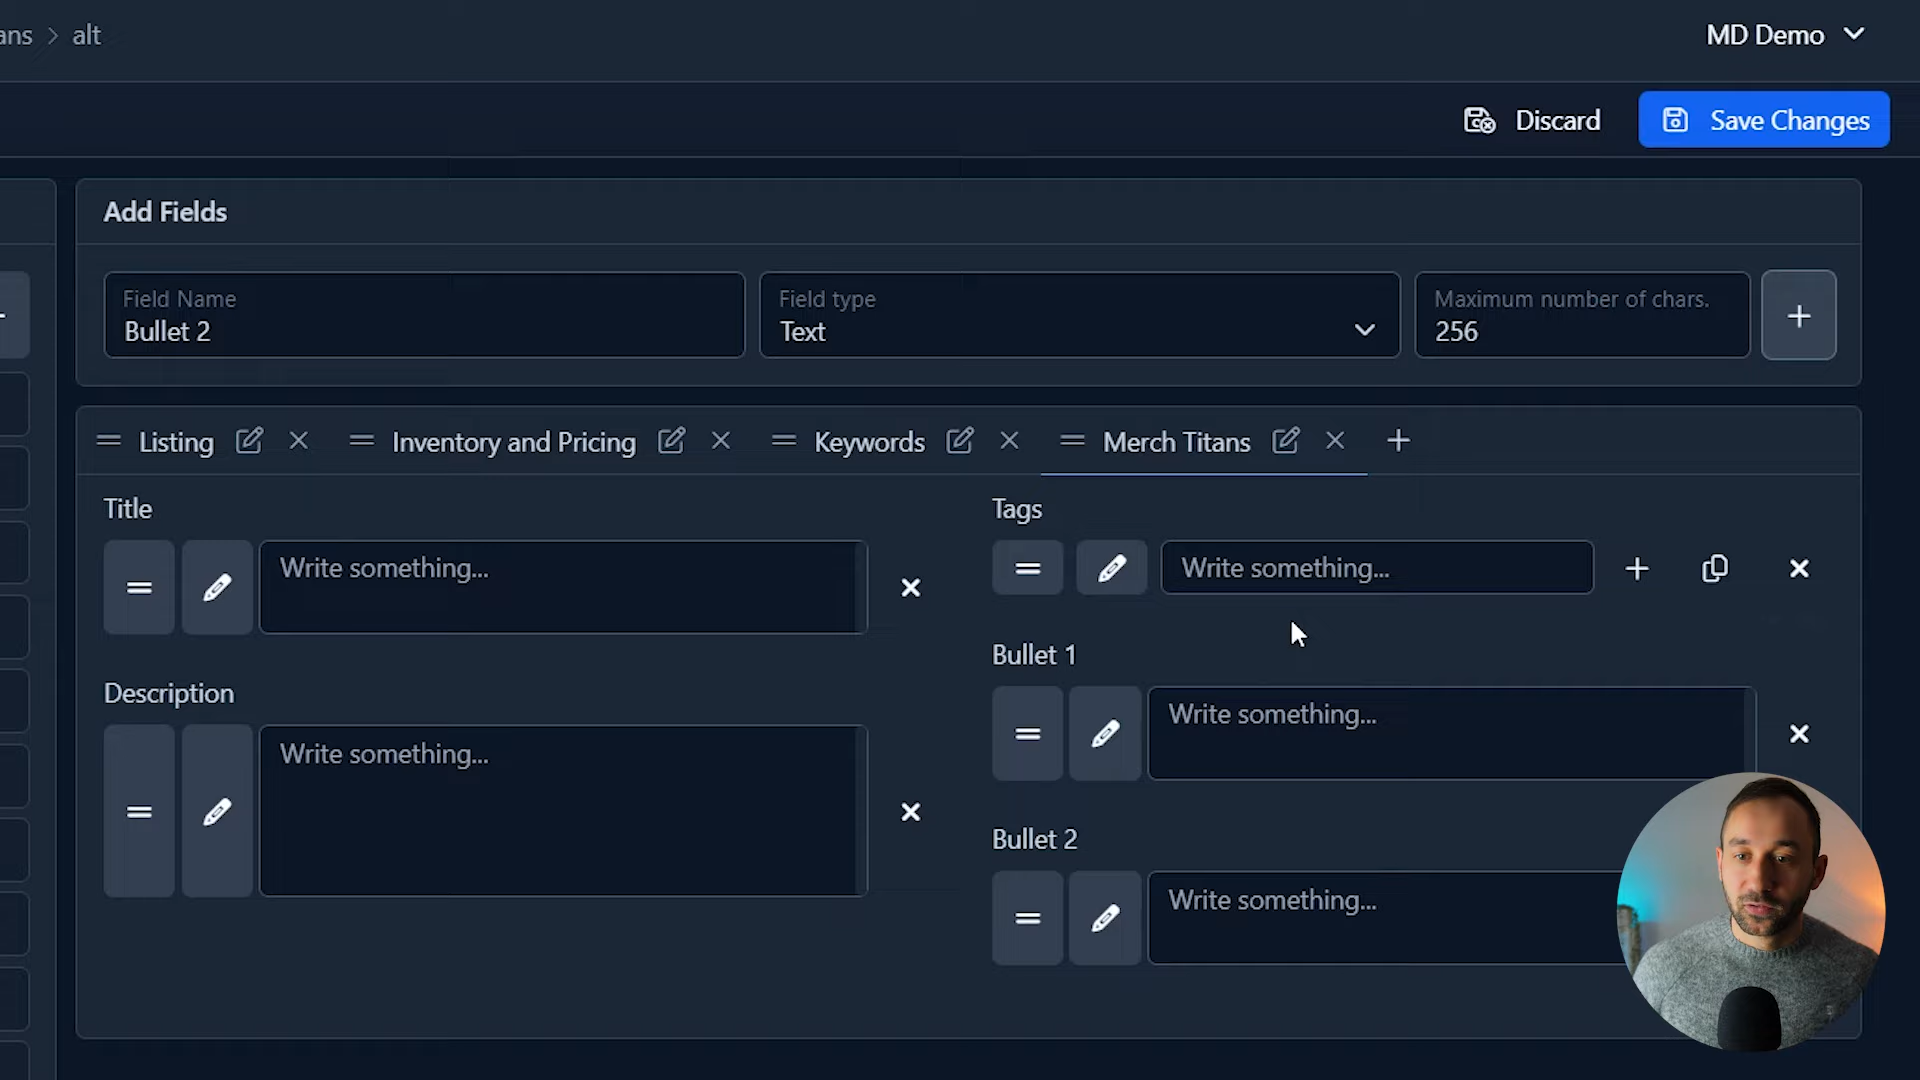 ans > alt
MD Demo
Discard
Save Changes
Add Fields
Field Name
Bullet 2
Field type
Text
Maximum number of chars.
256
Listing
Inventory and Pricing
Keywords
Merch Titans
Title
Write something...
Description
Write something...
Tags
Write something...
Bullet 1
Write something...
Bullet 2
Write something...